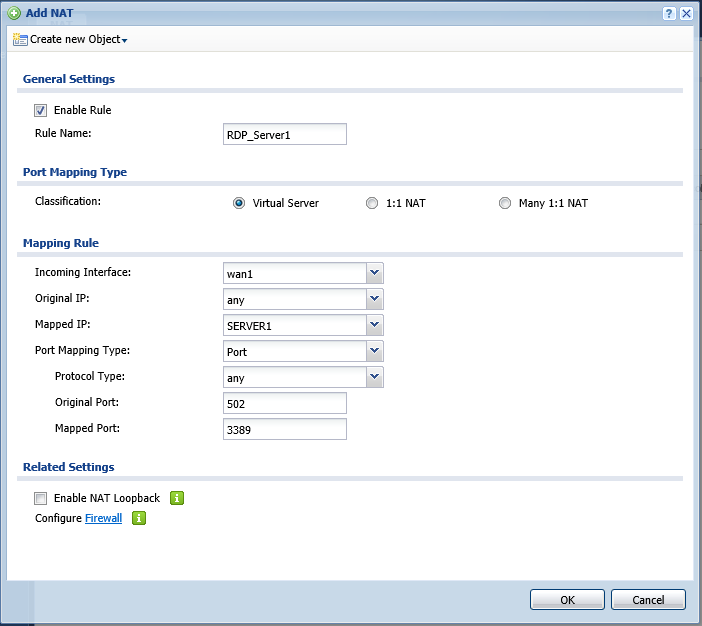 Add NAT
?
Create new Object
General Settings
Enable Rule
Rule Name: RDP_Server1
Port Mapping Type
Classification: Virtual Server 1:1 NAT Many 1:1 NAT
Mapping Rule
Incoming Interface: wan1
Original IP: any
Mapped IP: SERVER1
Port Mapping Type: Port
Protocol Type: any
Original Port: 502
Mapped Port: 3389
Related Settings
Enable NAT Loopback i
Configure Firewall i
OK Cancel